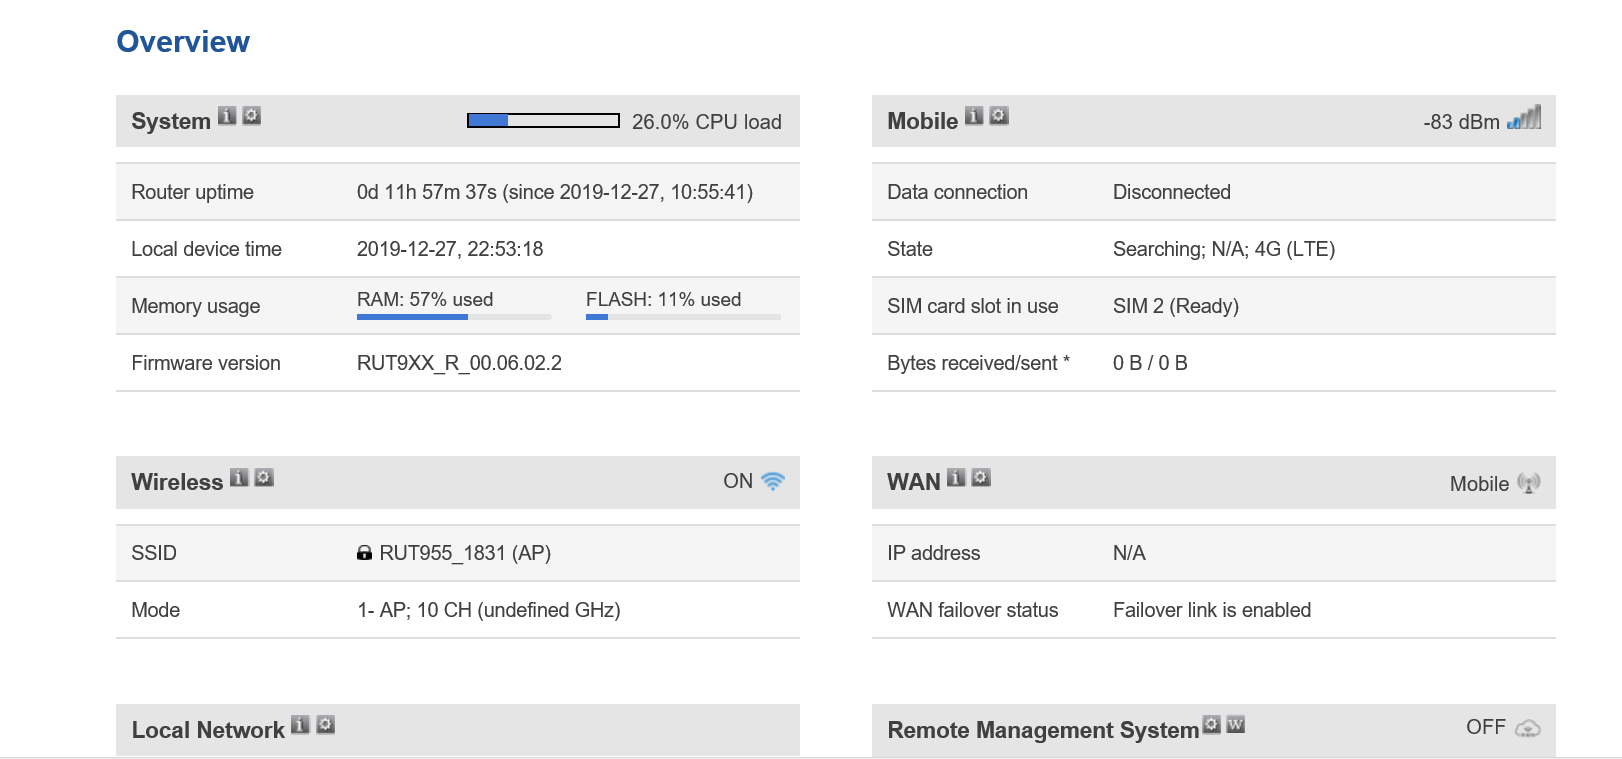 Overview
System
26.0% CPU load
Router uptime 0d 11h 57m 37s (since 2019-12-27, 10:55:41)
Local device time 2019-12-27, 22:53:18
Memory usage RAM: 57% used FLASH: 11% used
Firmware version RUT9XX_R_00.06.02.2
Mobile
-83 dBm
Data connection Disconnected
State Searching; N/A; 4G (LTE)
SIM card slot in use SIM 2 (Ready)
Bytes received/sent * 0 B / 0 B
Wireless
ON
SSID RUT955_1831 (AP)
Mode 1- AP; 10 CH (undefined GHz)
WAN
Mobile
IP address N/A
WAN failover status Failover link is enabled
Local Network
Remote Management System W
OFF